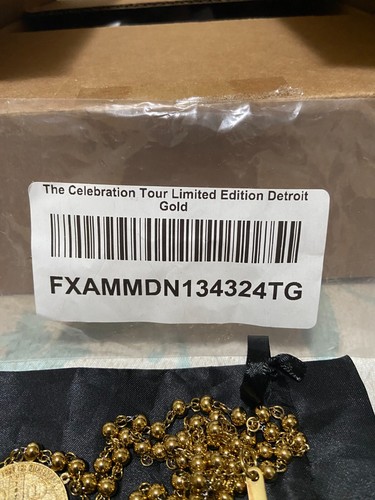 The Celebration Tour Limited Edition Detroit
Gold
FXAMMDN134324TG